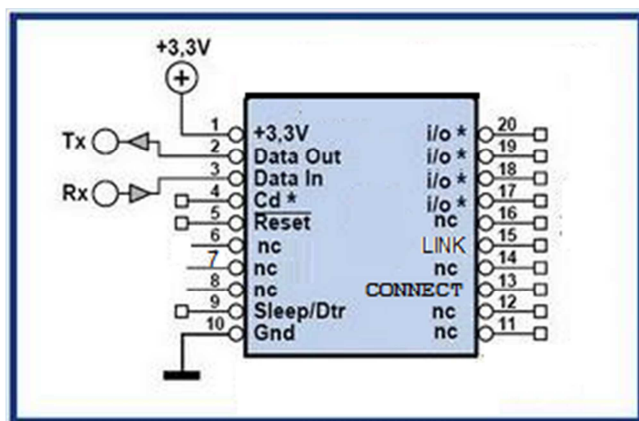 +3,3V
1 +3,3V i/o * 20
Tx 2 Data Out i/o * 19
Rx 3 Data In i/o * 18
4 Cd * i/o * 17
5 Reset nc 16
6 nc LINK 15
7 nc nc 14
8 nc CONNECT 13
9 Sleep/Dtr nc 12
10 Gnd nc 11